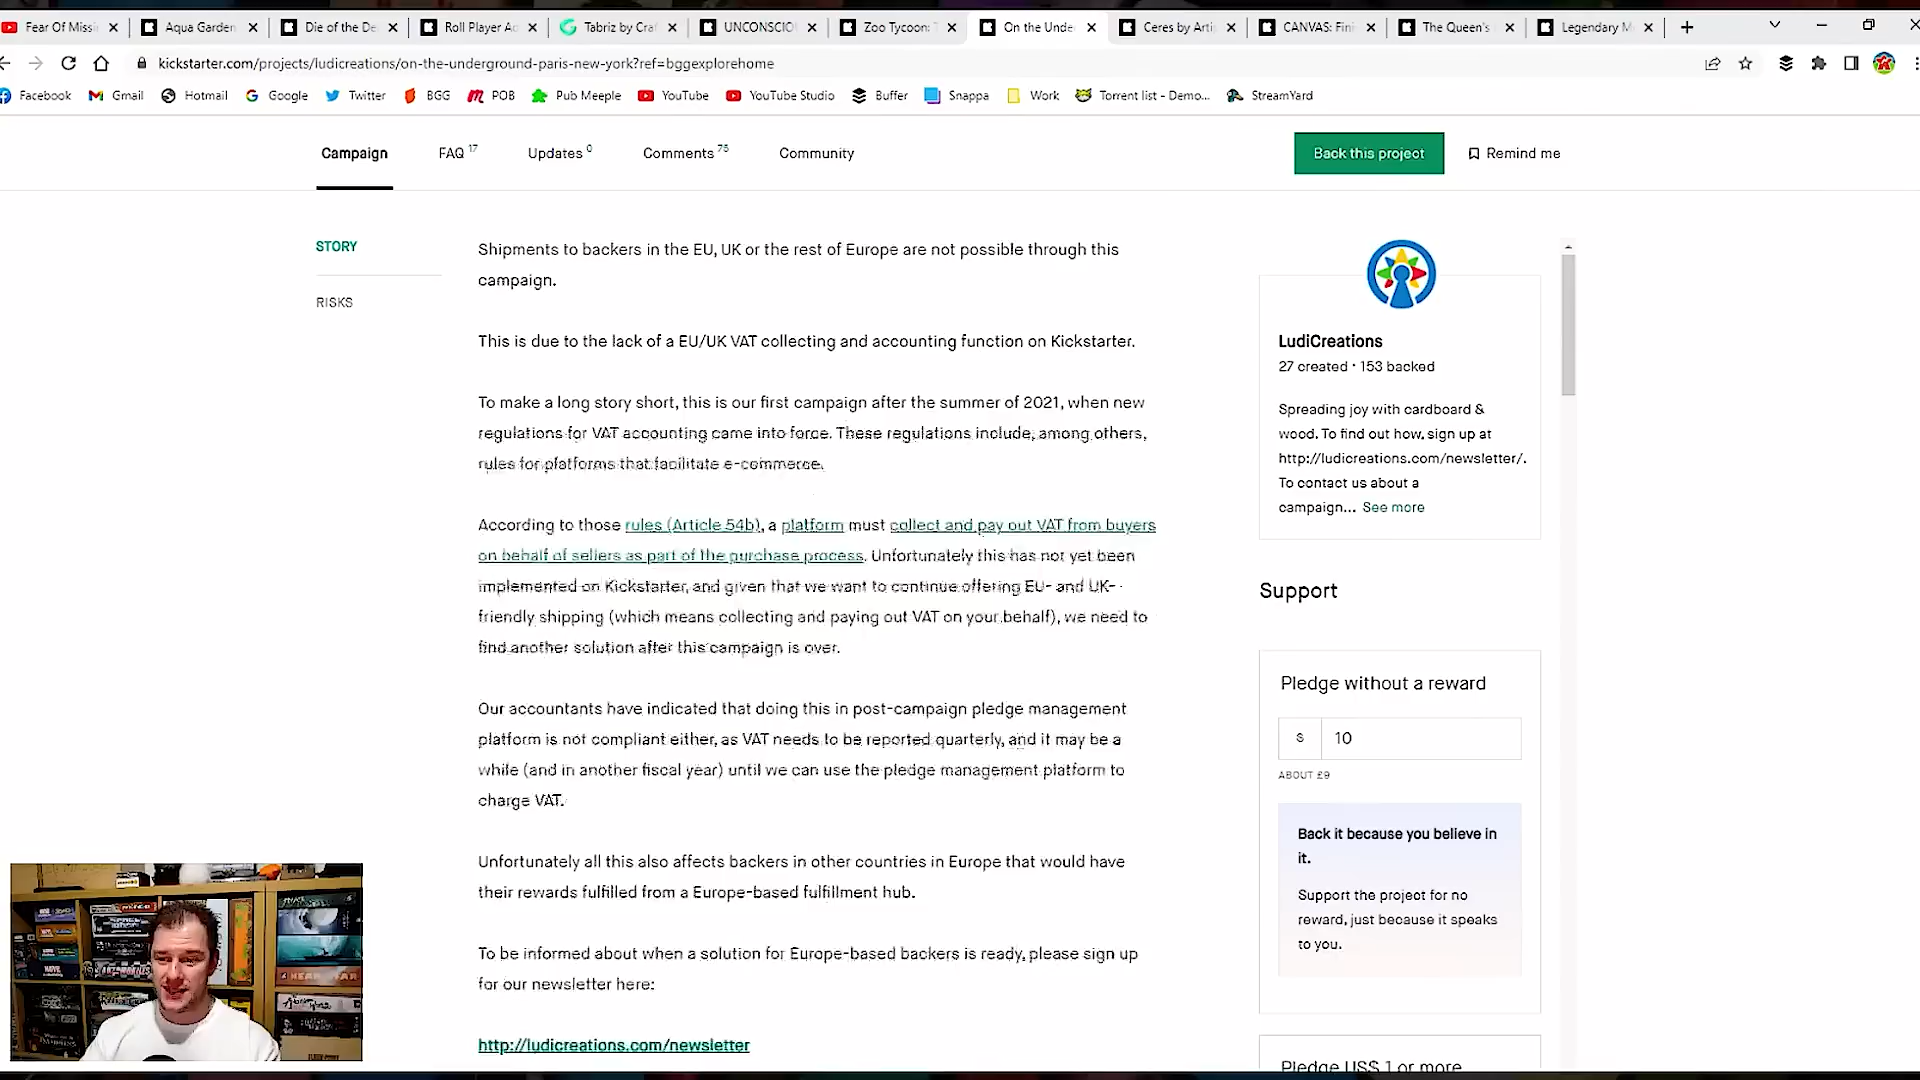 Fear Of Missi
Aqua Garden
Die of the De
Roll Player A
Tabriz by Craf
UNCONSCIO
Zoo Tycoon: T
On the Unde
Ceres by Arti
CANVAS: Fini
The Queen's
Legendary M
kickstarter.com/projects/ludicreations/on-the-underground-paris-new-york?ref=bggexplorehome
Facebook
Gmail
Hotmail
Google
Twitter
BGG
POB
Pub Meeple
YouTube
YouTube Studio
Buffer
Snappa
Work
Torrent list - Demo...
StreamYard
Campaign
FAQ 17
Updates 0
Comments 75
Community
Back this project
Remind me
STORY
RISKS
Shipments to backers in the EU, UK or the rest of Europe are not possible through this
campaign.
This is due to the lack of a EU/UK VAT collecting and accounting function on Kickstarter.
To make a long story short, this is our first campaign after the summer of 2021, when new
regulations for VAT accounting came into force. These regulations include, among others,
rules for platforms that facilitate e-commerce.
According to those rules (Article 54b), a platform must collect and pay out VAT from buyers
on behalf of sellers as part of the purchase process. Unfortunately this has not yet been
implemented on Kickstarter, and given that we want to continue offering EU- and UK-
friendly shipping (which means collecting and paying out VAT on your behalf), we need to
find another solution after this campaign is over.
Our accountants have indicated that doing this in post-campaign pledge management
platform is not compliant either, as VAT needs to be reported quarterly, and it may be a
while (and in another fiscal year) until we can use the pledge management platform to
charge VAT.
Unfortunately all this also affects backers in other countries in Europe that would have
their rewards fulfilled from a Europe-based fulfillment hub.
To be informed about when a solution for Europe-based backers is ready, please sign up
for our newsletter here:
http://ludicreations.com/newsletter
LudiCreations
27 created · 153 backed
Spreading joy with cardboard &
wood. To find out how, sign up at
http://ludicreations.com/newsletter/.
To contact us about a
campaign... See more
Support
Pledge without a reward
$ 10
ABOUT £9
Back it because you believe in
it.
Support the project for no
reward, just because it speaks
to you.
Pledge US$ 1 or more